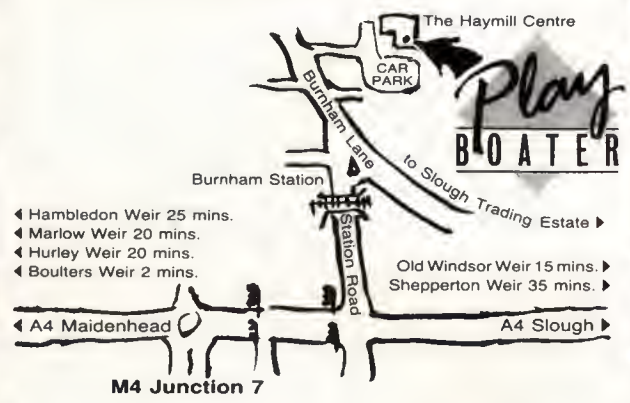 The Haymill Centre
CAR
PARK
Play
BOATER
Burnham Lane
to Slough Trading Estate ▶
Burnham Station
Station Road
◀ Hambledon Weir 25 mins.
◀ Marlow Weir 20 mins.
◀ Hurley Weir 20 mins.
◀ Boulters Weir 2 mins.
Old Windsor Weir 15 mins. ▶
Shepperton Weir 35 mins. ▶
◀ A4 Maidenhead
A4 Slough ▶
M4 Junction 7